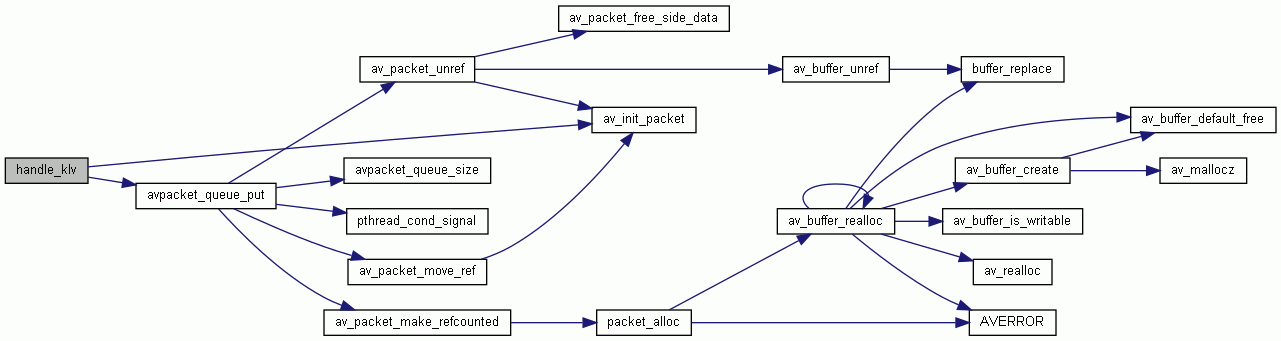 handle_klv
avpacket_queue_put
av_packet_unref
avpacket_queue_size
pthread_cond_signal
av_packet_move_ref
av_packet_make_refcounted
av_packet_free_side_data
av_init_packet
packet_alloc
av_buffer_unref
av_buffer_realloc
buffer_replace
av_buffer_create
av_buffer_is_writable
av_realloc
AVERROR
av_buffer_default_free
av_mallocz